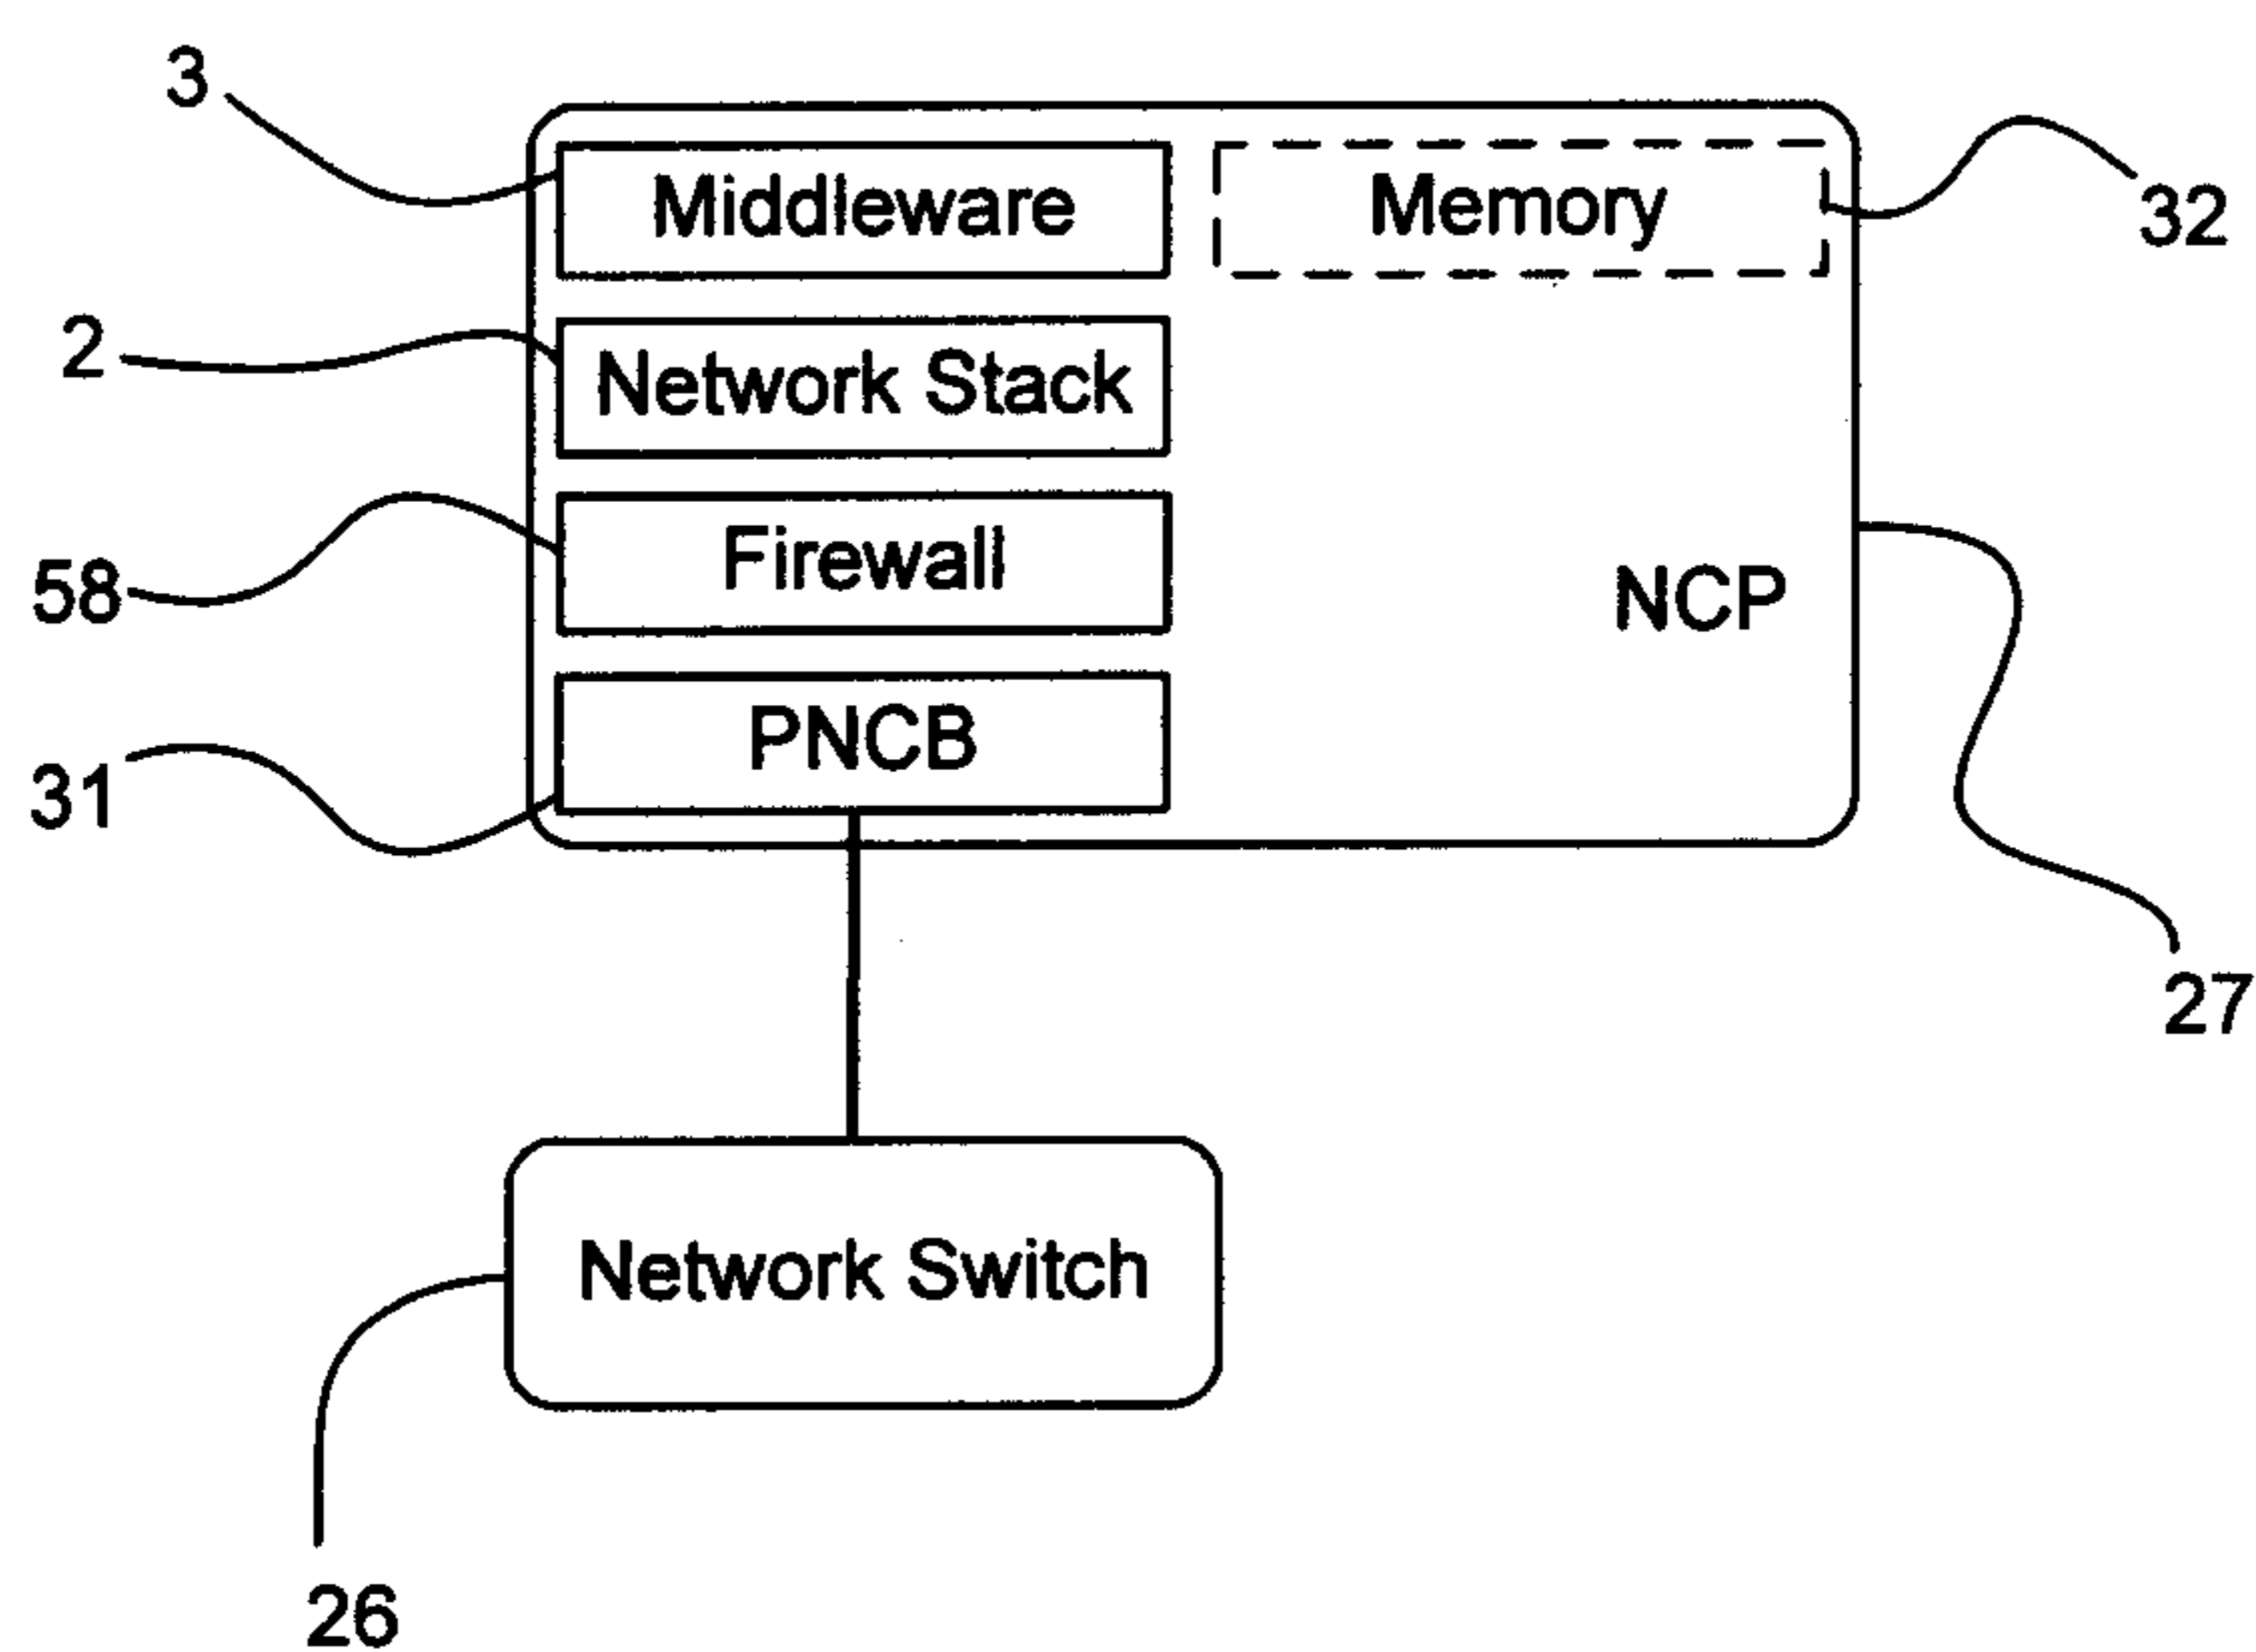 3
Middleware
Memory
32
2
Network Stack
58
Firewall
NCP
31
PNCB
27
Network Switch
26